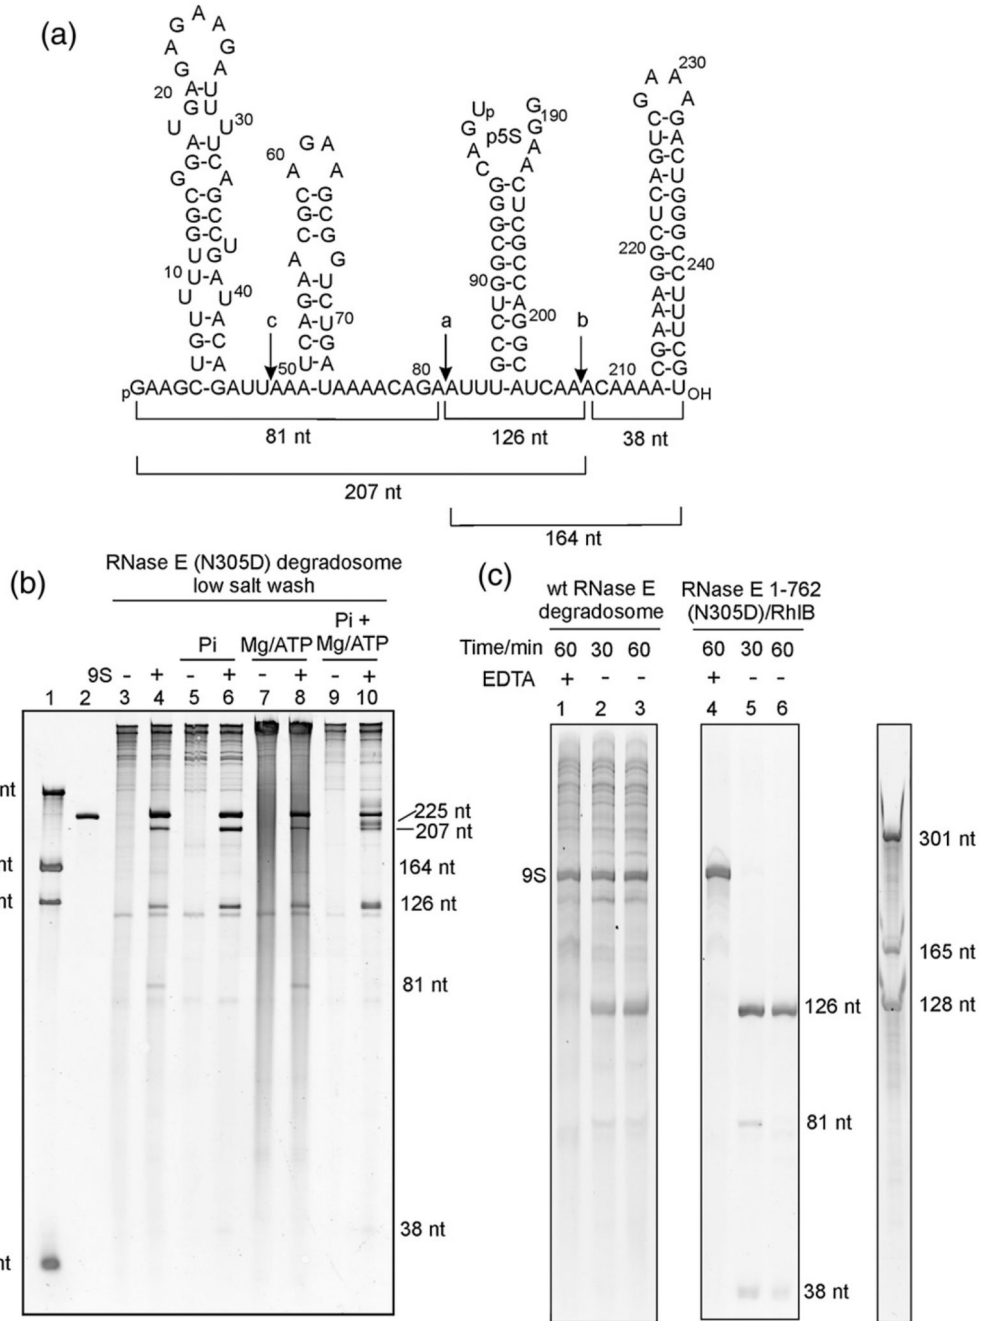 (a)
G A A G A G A G A U U
20
A-U
G U
U U 30
A-U
G-C
G A
G C-G
G-C
G-C
U U
U-G
10 U-A
U U 40
U-A
G-C
U-A
G A
60 A A
C-G
G-C
C-G
A G
A-U
G-C
A-U 70
C-G
U-A
Up G
G p5S G 190
A A
C A
G-C
G-U
G-C
G-G
C-C
G-C
90 G-A
U-G 200
C-G
C-G
G-C
A A 230
G A
C-G
U-A
G-C
A-U
C-G
U-G
C-G
220 G-C
G-C 240
A-U
A-U
A-U
G-C
C-G
c
a
b
50
80
210
pGAAGC-GAUUAAA-UAAAACAGAAUUU-AUCAAACAAAA-UOH
81 nt
126 nt
38 nt
207 nt
164 nt
(b)
RNase E (N305D) degradosome
low salt wash
Pi
Mg/ATP
Pi +
Mg/ATP
9S - + - + - + - +
1 2 3 4 5 6 7 8 9 10
nt
nt
nt
nt
225 nt
207 nt
164 nt
126 nt
81 nt
38 nt
(c)
wt RNase E
degradosome
RNase E 1-762
(N305D)/RhlB
Time/min 60 30 60 60 30 60
EDTA + - - + - -
1 2 3 4 5 6
9S
126 nt
81 nt
38 nt
301 nt
165 nt
128 nt